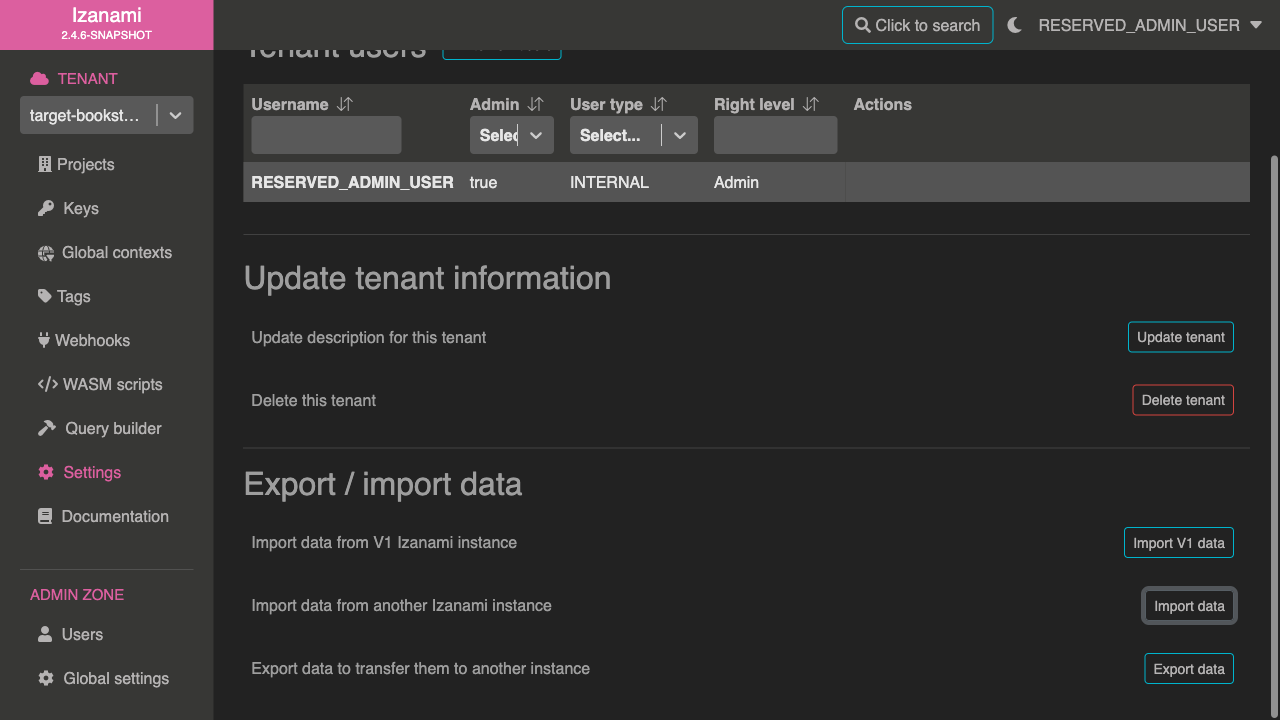 Izanami
2.4.6-SNAPSHOT
Click to search
RESERVED_ADMIN_USER
TENANT
target-bookst...
Projects
Keys
Global contexts
Tags
Webhooks
WASM scripts
Query builder
Settings
Documentation
ADMIN ZONE
Users
Global settings
Tenant users
Username
Admin
User type
Right level
Actions
Selec
Select...
RESERVED_ADMIN_USER true INTERNAL Admin
Update tenant information
Update description for this tenant
Update tenant
Delete this tenant
Delete tenant
Export / import data
Import data from V1 Izanami instance
Import V1 data
Import data from another Izanami instance
Import data
Export data to transfer them to another instance
Export data